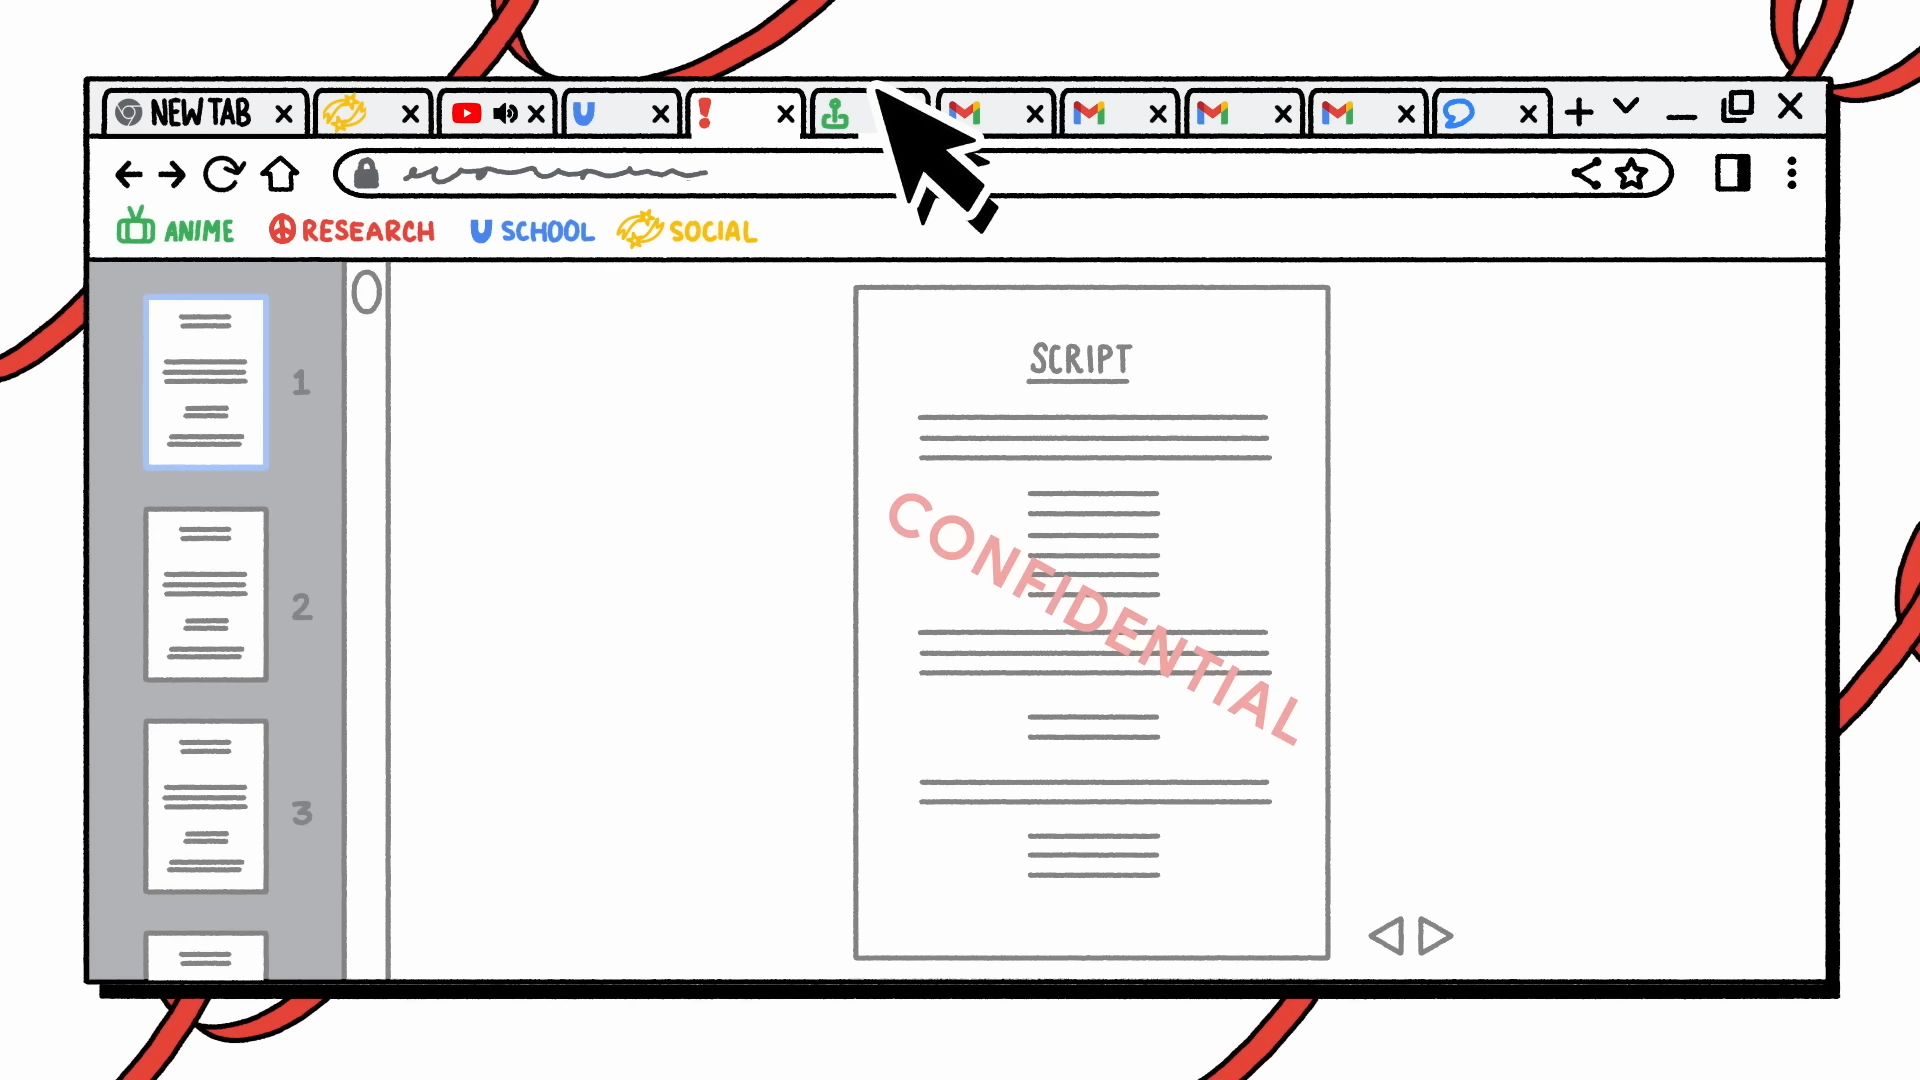 NEW TAB
U
!
ANIME RESEARCH U SCHOOL SOCIAL
1
2
3
SCRIPT
CONFIDENTIAL